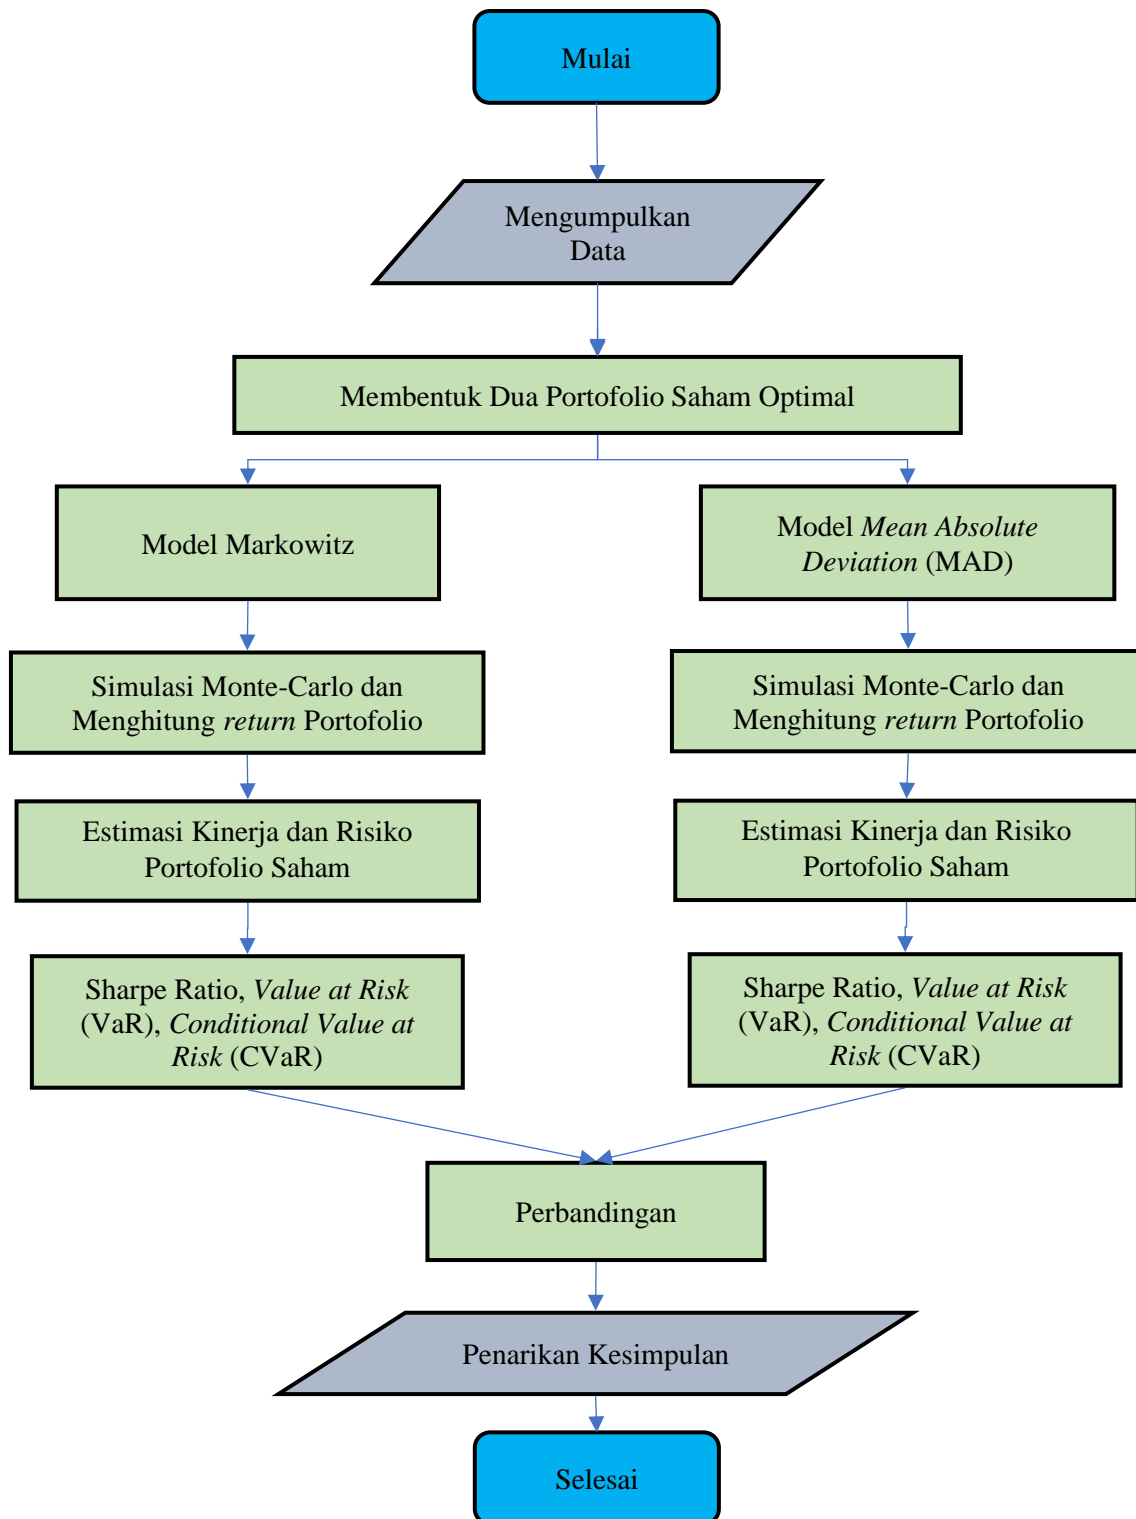 Mulai
Mengumpulkan
Data
Membentuk Dua Portofolio Saham Optimal
Model Markowitz
Model Mean Absolute
Deviation (MAD)
Simulasi Monte-Carlo dan
Menghitung return Portofolio
Simulasi Monte-Carlo dan
Menghitung return Portofolio
Estimasi Kinerja dan Risiko
Portofolio Saham
Estimasi Kinerja dan Risiko
Portofolio Saham
Sharpe Ratio, Value at Risk
(VaR), Conditional Value at
Risk (CVaR)
Sharpe Ratio, Value at Risk
(VaR), Conditional Value at
Risk (CVaR)
Perbandingan
Penarikan Kesimpulan
Selesai